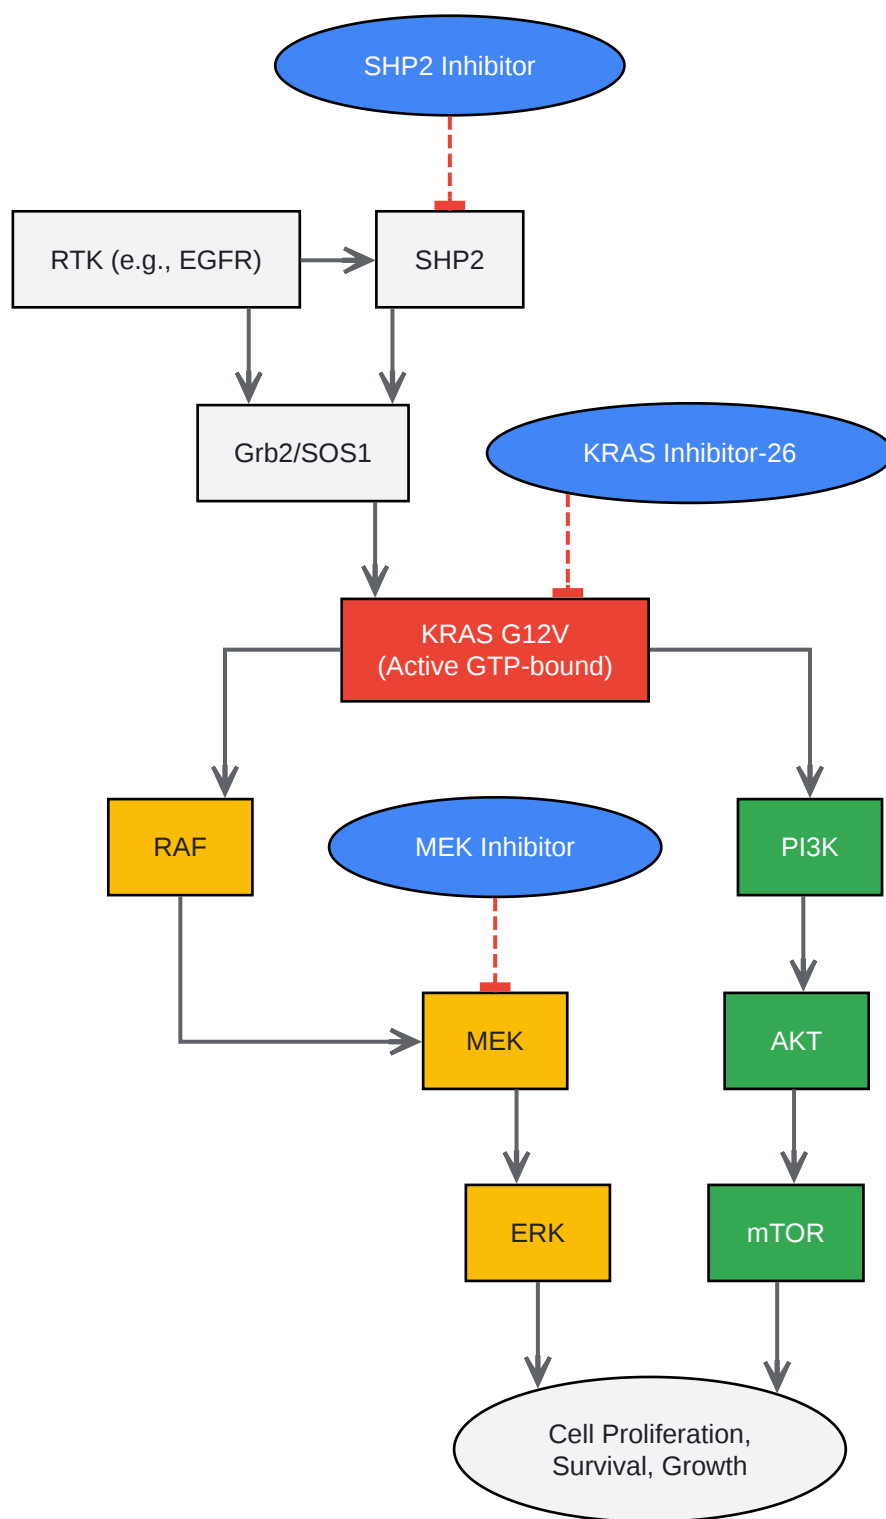 SHP2 Inhibitor
RTK (e.g., EGFR)
SHP2
Grb2/SOS1
KRAS Inhibitor-26
KRAS G12V
(Active GTP-bound)
RAF
MEK Inhibitor
PI3K
MEK
AKT
ERK
mTOR
Cell Proliferation,
Survival, Growth